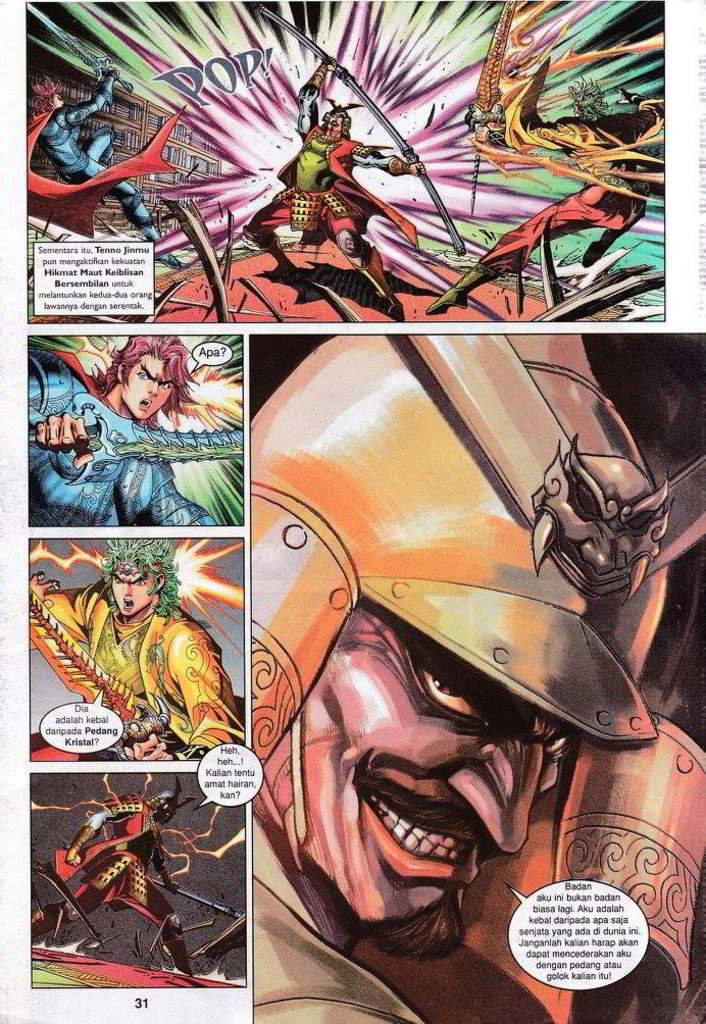 POP!
Sementara itu, Tenno Jinmu
pun mengaktifkan kekuatan
Hikmat Maut Keiblisan
Bersembilan untuk
melantunkan kedua-dua orang
lawannya dengan serentak.
Apa?
Dia
adalah kebal
daripada Pedang
Kristal?
Heh,
heh...!
Kalian tentu
amat hairan,
kan?
Badan
aku ini bukan badan
biasa lagi. Aku adalah
kebal daripada apa saja
senjata yang ada di dunia ini.
Janganlah kalian harap akan
dapat mencederakan aku
dengan pedang atau
golok kalian itu!
31